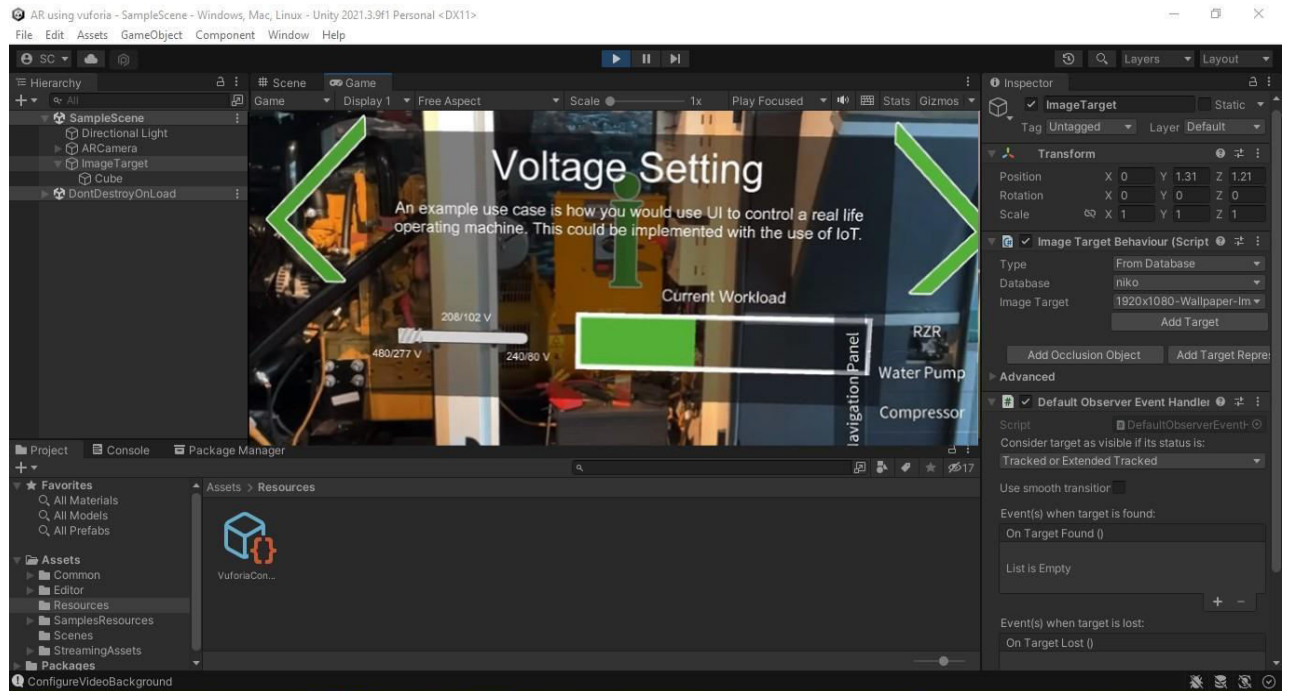 AR using vuforia - SampleScene - Windows, Mac, Linux - Unity 2021.3.9f1 Personal <DX11>
File Edit Assets GameObject Component Window Help
SC
Layers
Layout
Hierarchy
All
SampleScene
Directional Light
ARCamera
ImageTarget
Cube
DontDestroyOnLoad
Scene
Game
Game
Display 1
Free Aspect
Scale
1x
Play Focused
Stats
Gizmos
Voltage Setting
An example use case is how you would use UI to control a real life
operating machine. This could be implemented with the use of IoT.
Current Workload
208/102 V
480/277 V
240/80 V
avigation Panel
RZR
Water Pump
Compressor
Inspector
ImageTarget
Static
Tag Untagged
Layer Default
Transform
Position X 0 Y 1.31 Z 1.21
Rotation X 0 Y 0 Z 0
Scale X 1 Y 1 Z 1
Image Target Behaviour (Script
Type From Database
Database niko
Image Target 1920x1080-Wallpaper-Im
Add Target
Add Occlusion Object
Add Target Repre
Advanced
# Default Observer Event Handler
Script DefaultObserverEventH
Consider target as visible if its status is:
Tracked or Extended Tracked
Use smooth transition
Event(s) when target is found:
On Target Found ()
List is Empty
+ −
Event(s) when target is lost:
On Target Lost ()
Project
Console
Package Manager
17
Favorites
All Materials
All Models
All Prefabs
Assets
Common
Editor
Resources
SamplesResources
Scenes
StreamingAssets
Packages
Assets > Resources
VuforiaCon...
ConfigureVideoBackground